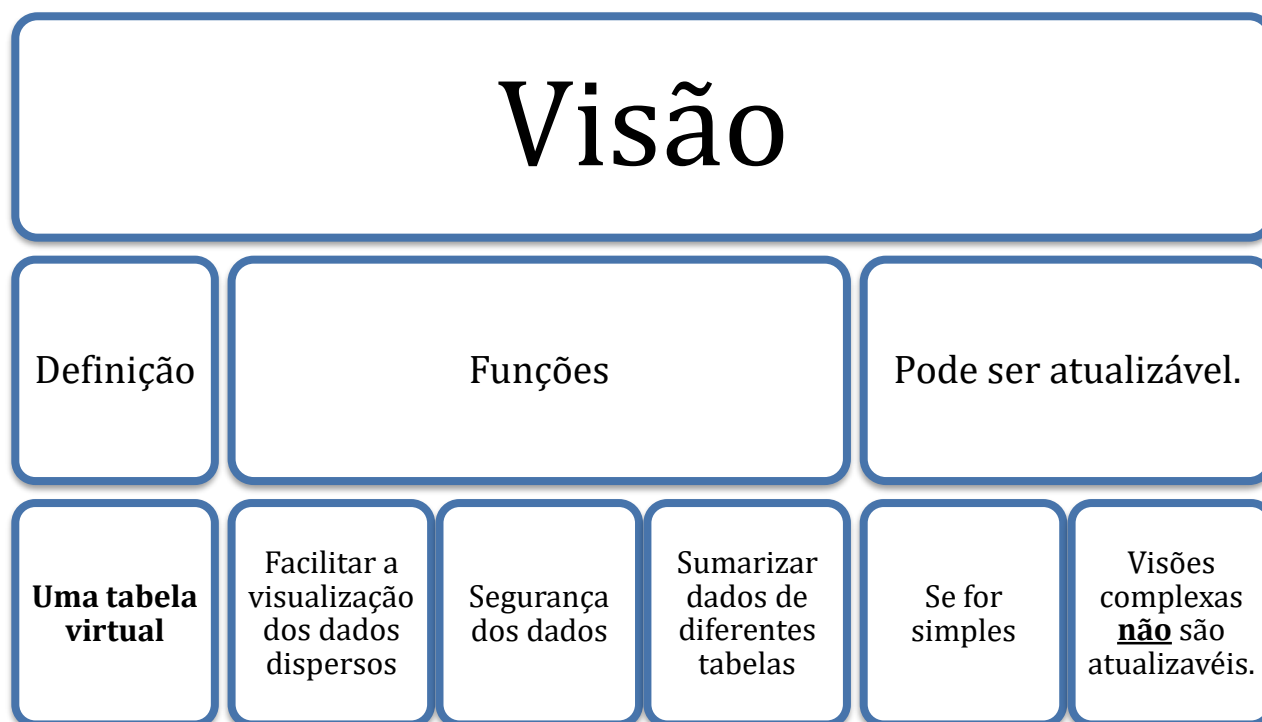 Visão
Definição
Funções
Pode ser atualizável.
Uma tabela
virtual
Facilitar a
visualização
dos dados
dispersos
Segurança
dos dados
Sumarizar
dados de
diferentes
tabelas
Se for
simples
Visões
complexas
não são
atualizavéis.